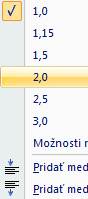 1,0
1,15
1,5
2,0
2,5
3,0
Možnosti
Pridať med
Pridať med